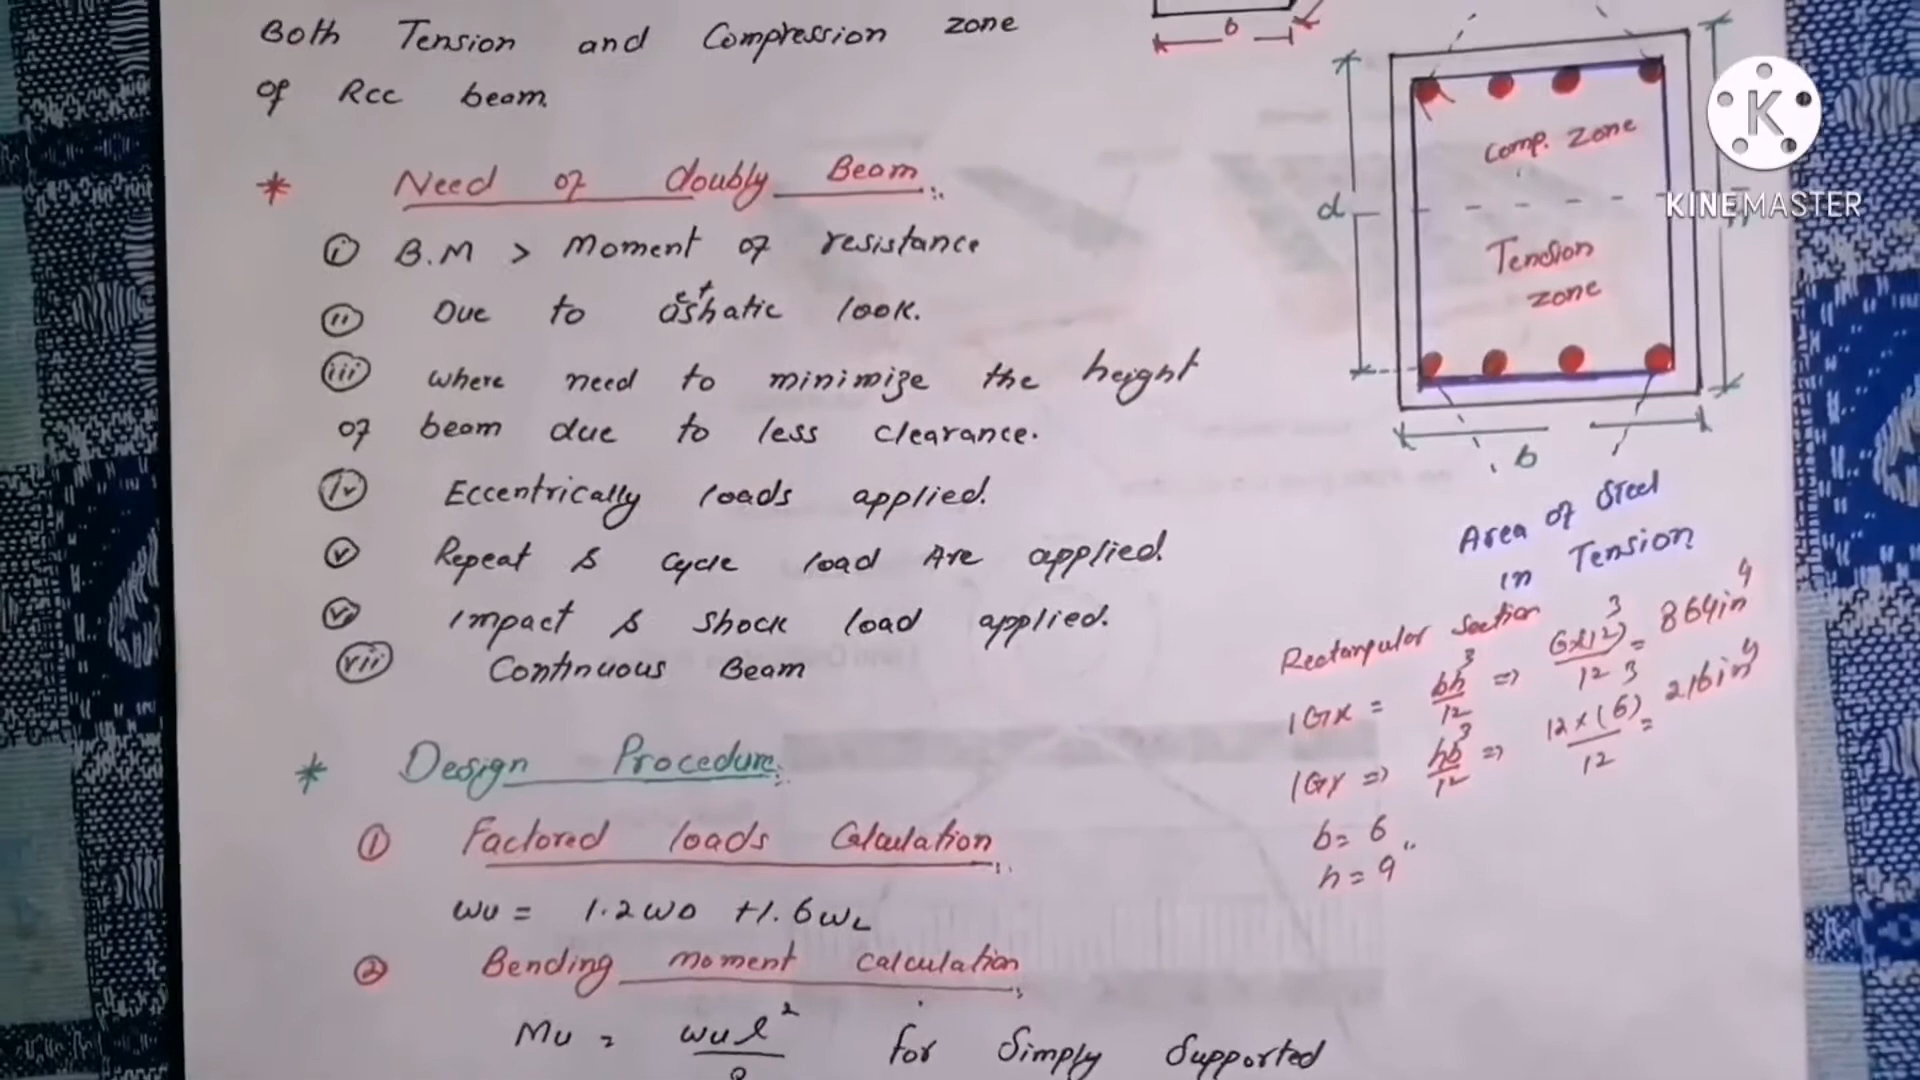 Both Tension and Compression zone
of Rcc beam.
* Need of doubly Beam
(i) B.M > Moment of resistance
(ii) Due to ashatic look.
et
(iii) where need to minimize the height
of beam due to less clearance.
(iv) Eccentrically loads applied.
(v) Repeat & cycle load Are applied.
(v) impact & shock load applied.
(vii) Continuous Beam
* Design Procedure:
① Factored loads Calculation
wu = 1.2wD +1.6wL
② Bending moment calculation
Mu = wul²/8 for Simply Supported
b
comp. zone
d
Tension
zone
b
KINEMASTER
K
Area of Steel
in Tension
Rectangular Section
IGx = bh³/12 => 6x(12)³/12 = 864in⁴
IGy => hb³/12 => 12x(6)³/12 = 216in⁴
b= 6"
h= 9